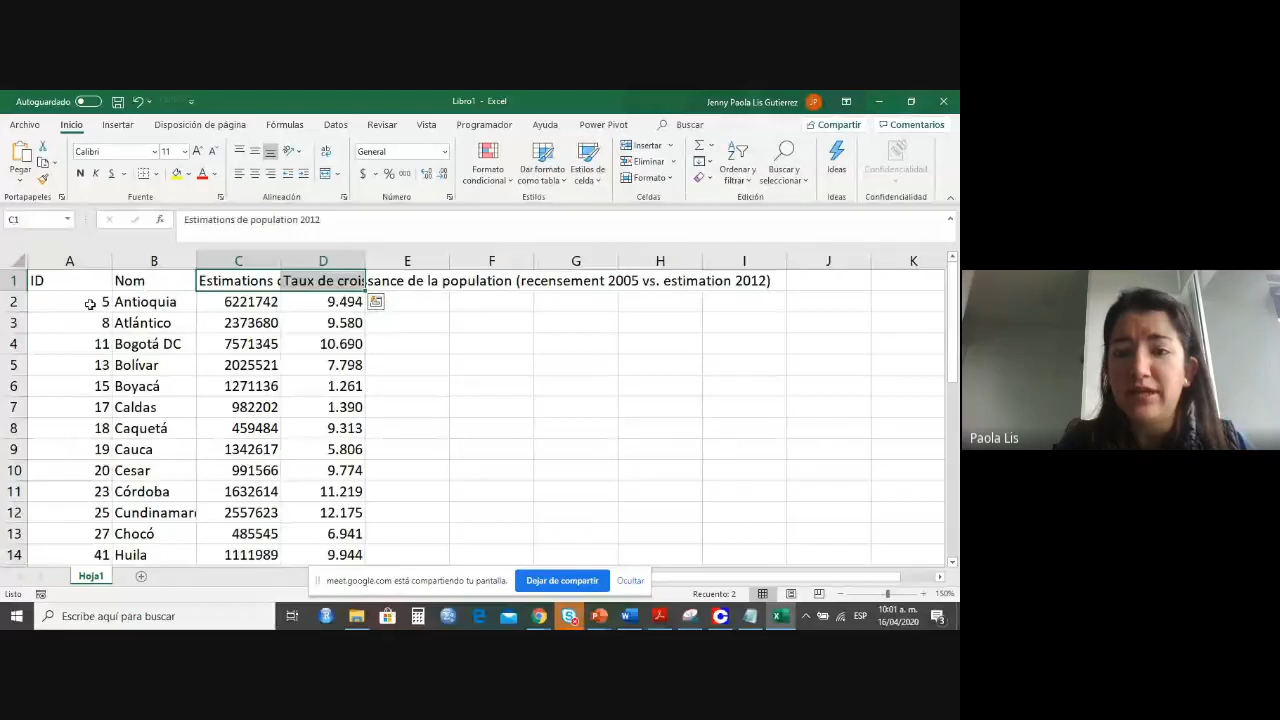 Autoguardado
Libro1 - Excel
Jenny Paola Lis Gutierrez JP
Archivo Inicio Insertar Disposición de página Fórmulas Datos Revisar Vista Programador Ayuda Power Pivot Buscar Compartir Comentarios
Pegar
Calibri 11
N K S
General
$ % 000
Formato condicional
Dar formato como tabla
Estilos de celda
Insertar
Eliminar
Formato
Ordenar y filtrar
Buscar y seleccionar
Ideas
Confidencialidad
Portapapeles Fuente Alineación Número Estilos Celdas Edición Ideas Confidencialidad
C1 fx Estimations de population 2012
A B C D E F G H I J K
1 ID Nom Estimations d Taux de croissance de la population (recensement 2005 vs. estimation 2012)
2 5 Antioquia 6221742 9.494
3 8 Atlántico 2373680 9.580
4 11 Bogotá DC 7571345 10.690
5 13 Bolívar 2025521 7.798
6 15 Boyacá 1271136 1.261
7 17 Caldas 982202 1.390
8 18 Caquetá 459484 9.313
9 19 Cauca 1342617 5.806
10 20 Cesar 991566 9.774
11 23 Córdoba 1632614 11.219
12 25 Cundinamar 2557623 12.175
13 27 Chocó 485545 6.941
14 41 Huila 1111989 9.944
Hoja1
meet.google.com está compartiendo tu pantalla. Dejar de compartir Ocultar
Listo Recuento: 2 150%
Escribe aquí para buscar
ESP
10:01 a. m.
16/04/2020
3
Paola Lis